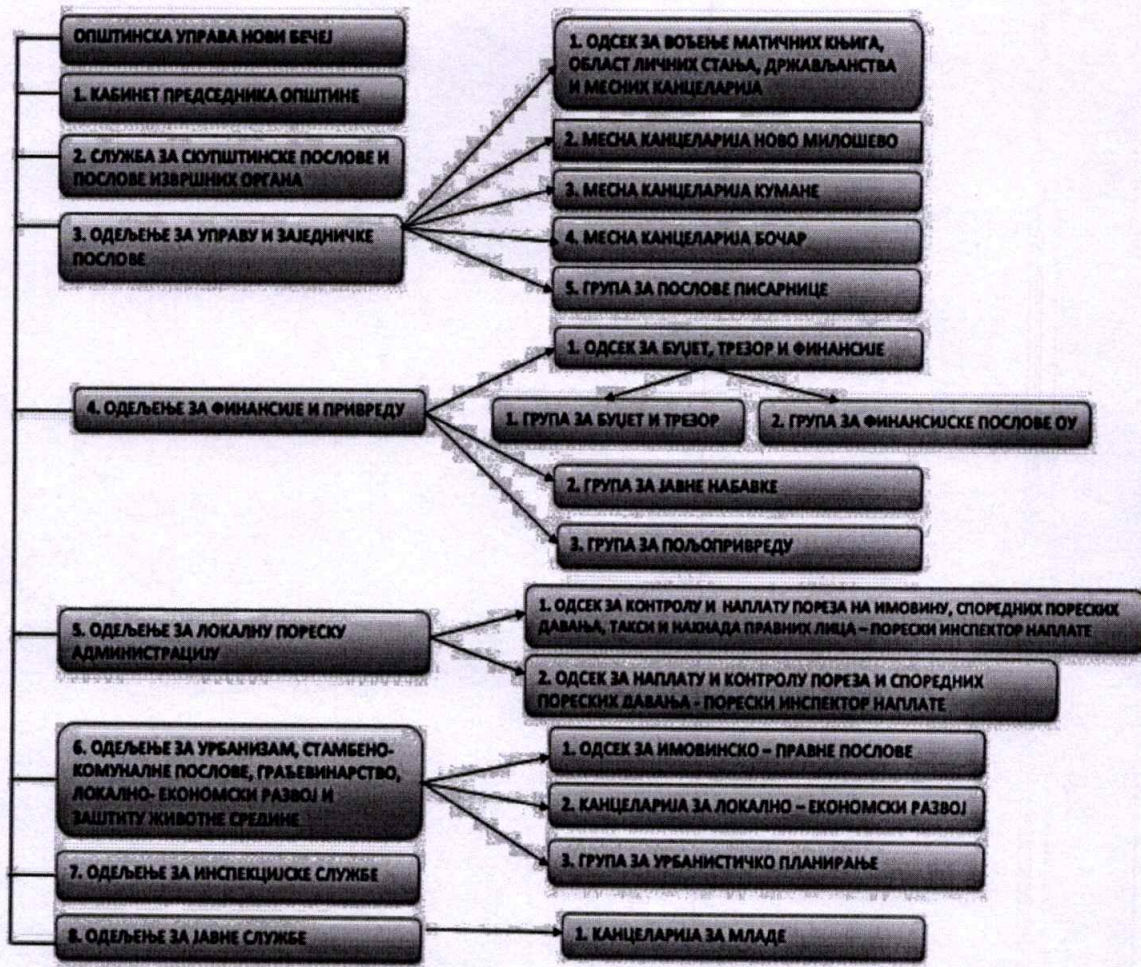 ОПШТИНСКА УПРАВА НОВИ БЕЧЕЈ
1. КАБИНЕТ ПРЕДСЕДНИКА ОПШТИНЕ
2. СЛУЖБА ЗА СКУПШТИНСКЕ ПОСЛОВЕ И
ПОСЛОВЕ ИЗВРШНИХ ОРГАНА
3. ОДЕЉЕЊЕ ЗА УПРАВУ И ЗАЈЕДНИЧКЕ
ПОСЛОВЕ
1. ОДСЕК ЗА ВОЂЕЊЕ МАТИЧНИХ КЊИГА,
ОБЛАСТ ЛИЧНИХ СТАЊА, ДРЖАВЉАНСТВА
И МЕСНИХ КАНЦЕЛАРИЈА
2. МЕСНА КАНЦЕЛАРИЈА НОВО МИЛОШЕВО
3. МЕСНА КАНЦЕЛАРИЈА КУМАНЕ
4. МЕСНА КАНЦЕЛАРИЈА БОЧАР
5. ГРУПА ЗА ПОСЛОВЕ ПИСАРНИЦЕ
4. ОДЕЉЕЊЕ ЗА ФИНАНСИЈЕ И ПРИВРЕДУ
1. ОДСЕК ЗА БУЏЕТ, ТРЕЗОР И ФИНАНСИЈЕ
1. ГРУПА ЗА БУЏЕТ И ТРЕЗОР
2. ГРУПА ЗА ФИНАНСИЈСКЕ ПОСЛОВЕ ОУ
2. ГРУПА ЗА ЈАВНЕ НАБАВКЕ
3. ГРУПА ЗА ПОЉОПРИВРЕДУ
5. ОДЕЉЕЊЕ ЗА ЛОКАЛНУ ПОРЕСКУ
АДМИНИСТРАЦИЈУ
1. ОДСЕК ЗА КОНТРОЛУ И НАПЛАТУ ПОРЕЗА НА ИМОВИНУ, СПОРЕДНИХ ПОРЕСКИХ
ДАВАЊА, ТАКСИ И НАКНАДА ПРАВНИХ ЛИЦА – ПОРЕСКИ ИНСПЕКТОР НАПЛАТЕ
2. ОДСЕК ЗА НАПЛАТУ И КОНТРОЛУ ПОРЕЗА И СПОРЕДНИХ
ПОРЕСКИХ ДАВАЊА - ПОРЕСКИ ИНСПЕКТОР НАПЛАТЕ
6. ОДЕЉЕЊЕ ЗА УРБАНИЗАМ, СТАМБЕНО-
КОМУНАЛНЕ ПОСЛОВЕ, ГРАЂЕВИНАРСТВО,
ЛОКАЛНО- ЕКОНОМСКИ РАЗВОЈ И
ЗАШТИТУ ЖИВОТНЕ СРЕДИНЕ
1. ОДСЕК ЗА ИМОВИНСКО – ПРАВНЕ ПОСЛОВЕ
2. КАНЦЕЛАРИЈА ЗА ЛОКАЛНО – ЕКОНОМСКИ РАЗВОЈ
3. ГРУПА ЗА УРБАНИСТИЧКО ПЛАНИРАЊЕ
7. ОДЕЉЕЊЕ ЗА ИНСПЕКЦИЈСКЕ СЛУЖБЕ
8. ОДЕЉЕЊЕ ЗА ЈАВНЕ СЛУЖБЕ
1. КАНЦЕЛАРИЈА ЗА МЛАДЕ